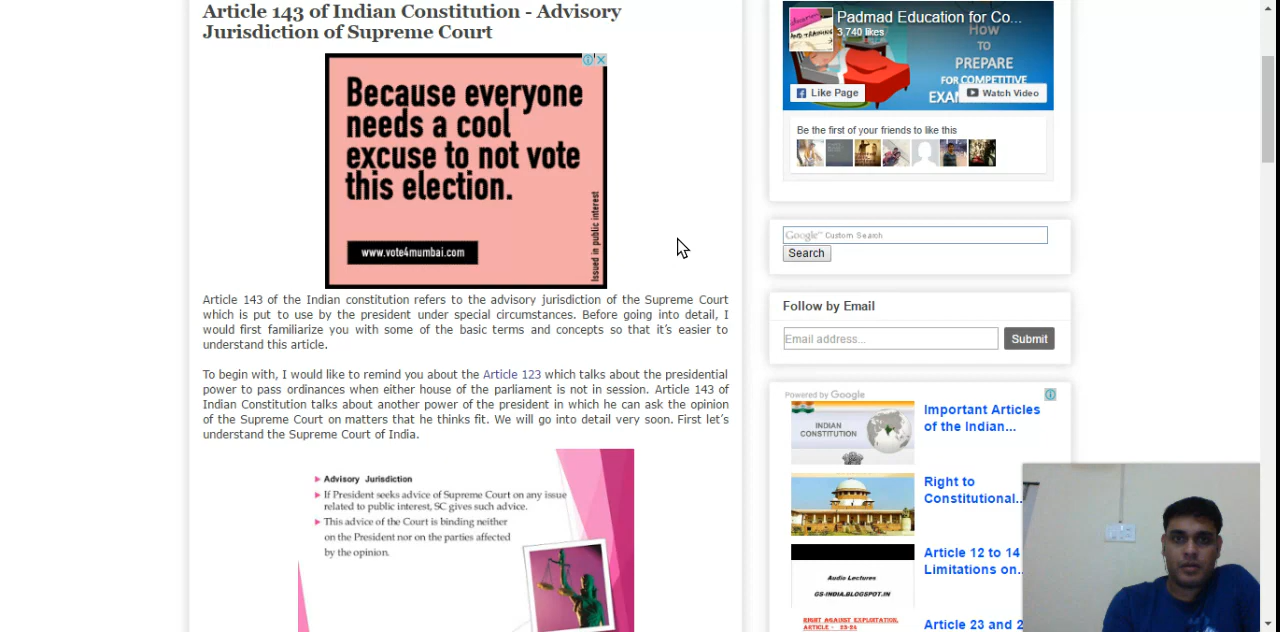 Article 143 of Indian Constitution - Advisory
Jurisdiction of Supreme Court
Because everyone
needs a cool
excuse to not vote
this election.
www.vote4mumbai.com
Issued in public interest
Article 143 of the Indian constitution refers to the advisory jurisdiction of the Supreme Court
which is put to use by the president under special circumstances. Before going into detail, I
would first familiarize you with some of the basic terms and concepts so that it's easier to
understand this article.
To begin with, I would like to remind you about the Article 123 which talks about the presidential
power to pass ordinances when either house of the parliament is not in session. Article 143 of
Indian Constitution talks about another power of the president in which he can ask the opinion
of the Supreme Court on matters that he thinks fit. We will go into detail very soon. First let's
understand the Supreme Court of India.
Advisory Jurisdiction
If President seeks advice of Supreme Court on any issue
related to public interest, SC gives such advice.
This advice of the Court is binding neither
on the President nor on the parties affected
by the opinion.
Padmad Education for Co...
3,740 likes
How
TO
PREPARE
FOR COMPETITIVE
EXAM
Like Page
Watch Video
Be the first of your friends to like this
Google™ Custom Search
Search
Follow by Email
Email address...
Submit
Powered by Google
INDIAN
CONSTITUTION
Important Articles
of the Indian...
Right to
Constitutional...
Article 12 to 14
Limitations on...
Audio Lectures
GS-INDIA.BLOGSPOT.IN
RIGHT AGAINST EXPLOITATION,
ARTICLE - 23-24
Article 23 and 2